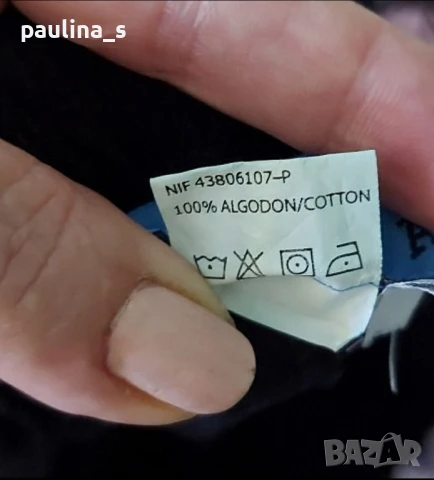 paulina_s
NIF 43806107-P
100% ALGODON/COTTON
BAZAR